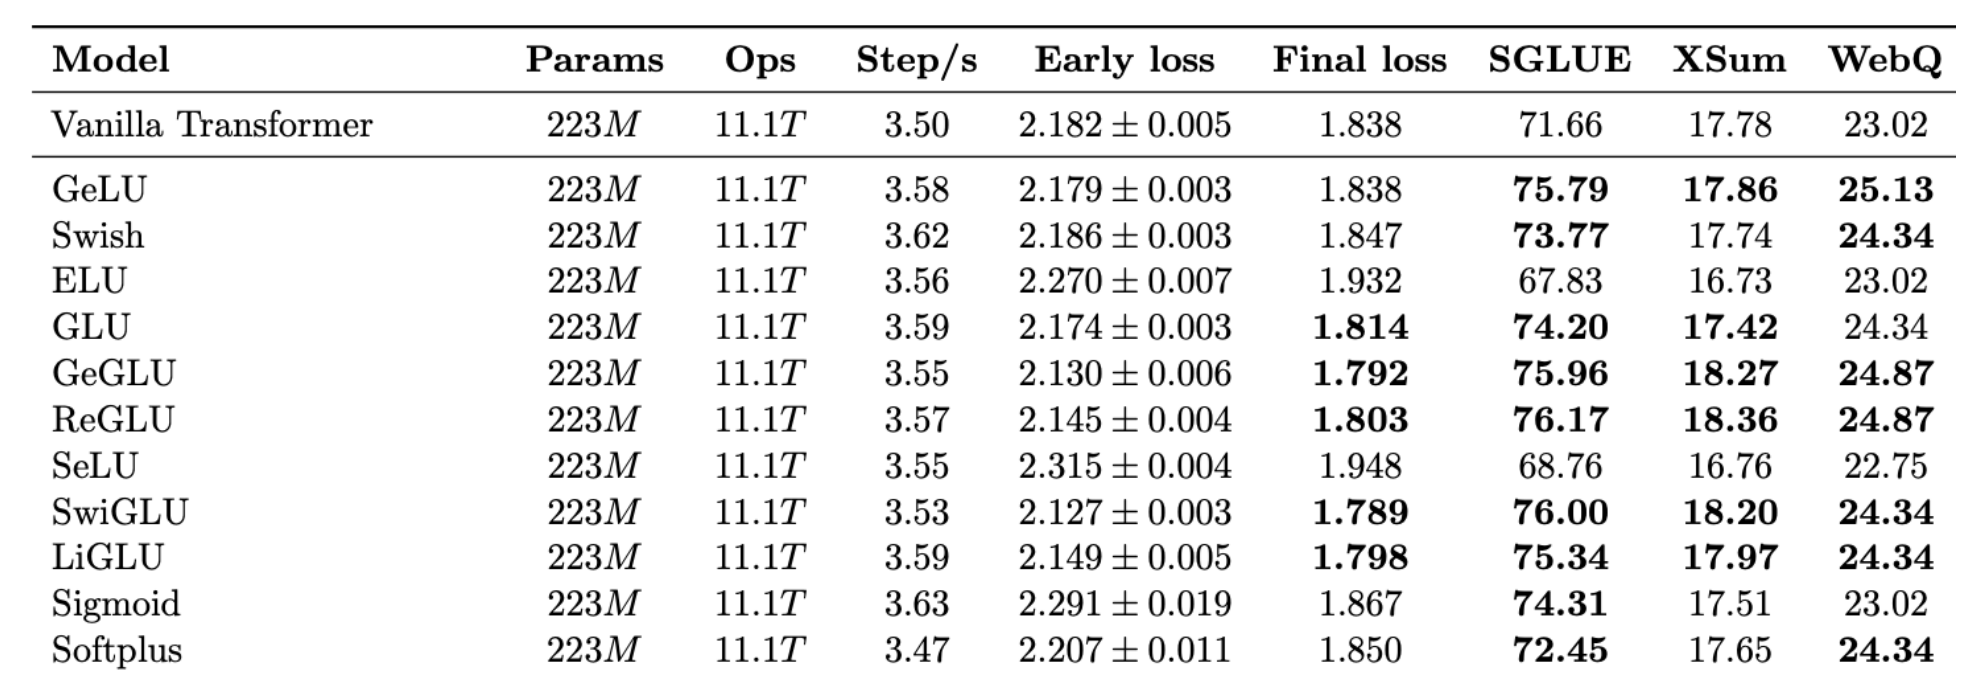 Model Params Ops Step/s Early loss Final loss SGLUE XSum WebQ
Vanilla Transformer 223M 11.1T 3.50 2.182 ± 0.005 1.838 71.66 17.78 23.02
GeLU 223M 11.1T 3.58 2.179 ± 0.003 1.838 75.79 17.86 25.13
Swish 223M 11.1T 3.62 2.186 ± 0.003 1.847 73.77 17.74 24.34
ELU 223M 11.1T 3.56 2.270 ± 0.007 1.932 67.83 16.73 23.02
GLU 223M 11.1T 3.59 2.174 ± 0.003 1.814 74.20 17.42 24.34
GeGLU 223M 11.1T 3.55 2.130 ± 0.006 1.792 75.96 18.27 24.87
ReGLU 223M 11.1T 3.57 2.145 ± 0.004 1.803 76.17 18.36 24.87
SeLU 223M 11.1T 3.55 2.315 ± 0.004 1.948 68.76 16.76 22.75
SwiGLU 223M 11.1T 3.53 2.127 ± 0.003 1.789 76.00 18.20 24.34
LiGLU 223M 11.1T 3.59 2.149 ± 0.005 1.798 75.34 17.97 24.34
Sigmoid 223M 11.1T 3.63 2.291 ± 0.019 1.867 74.31 17.51 23.02
Softplus 223M 11.1T 3.47 2.207 ± 0.011 1.850 72.45 17.65 24.34